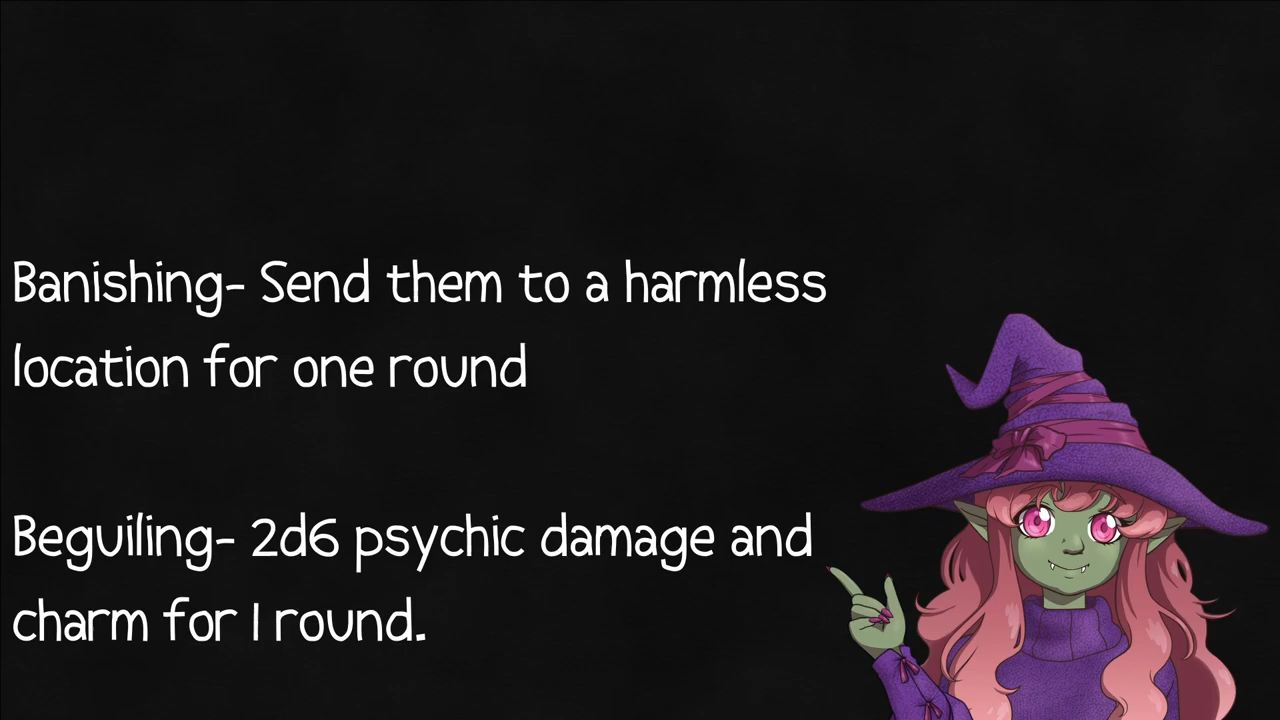 Banishing- Send them to a harmless
location for one round
Beguiling- 2d6 psychic damage and
charm for 1 round.